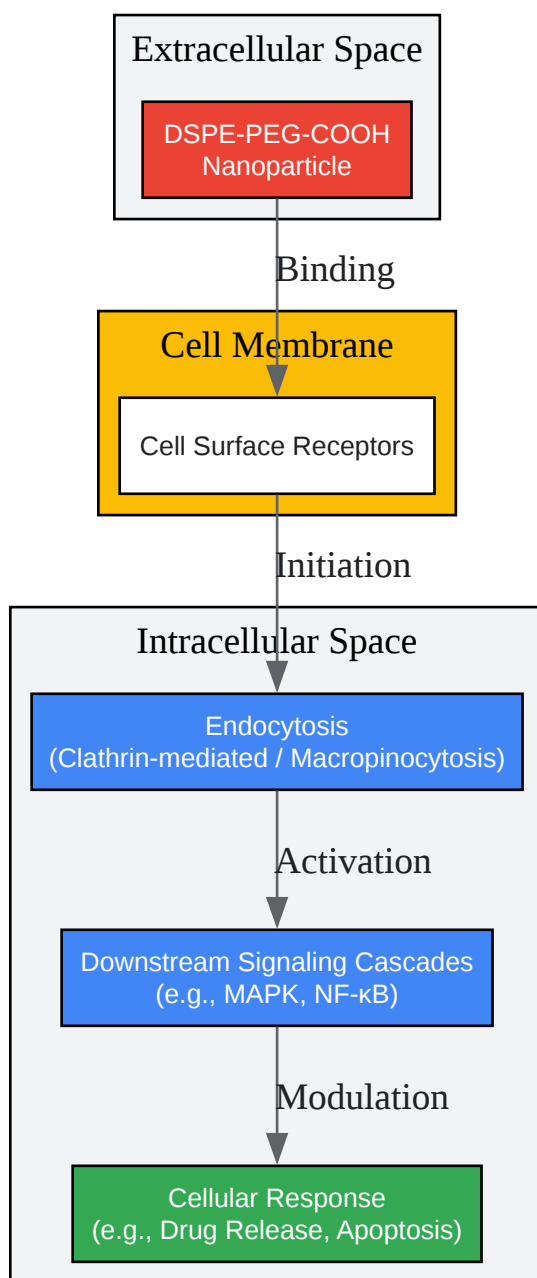 Extracellular Space
DSPE-PEG-COOH
Nanoparticle
Binding
Cell Membrane
Cell Surface Receptors
Initiation
Intracellular Space
Endocytosis
(Clathrin-mediated / Macropinocytosis)
Activation
Downstream Signaling Cascades
(e.g., MAPK, NF-κB)
Modulation
Cellular Response
(e.g., Drug Release, Apoptosis)